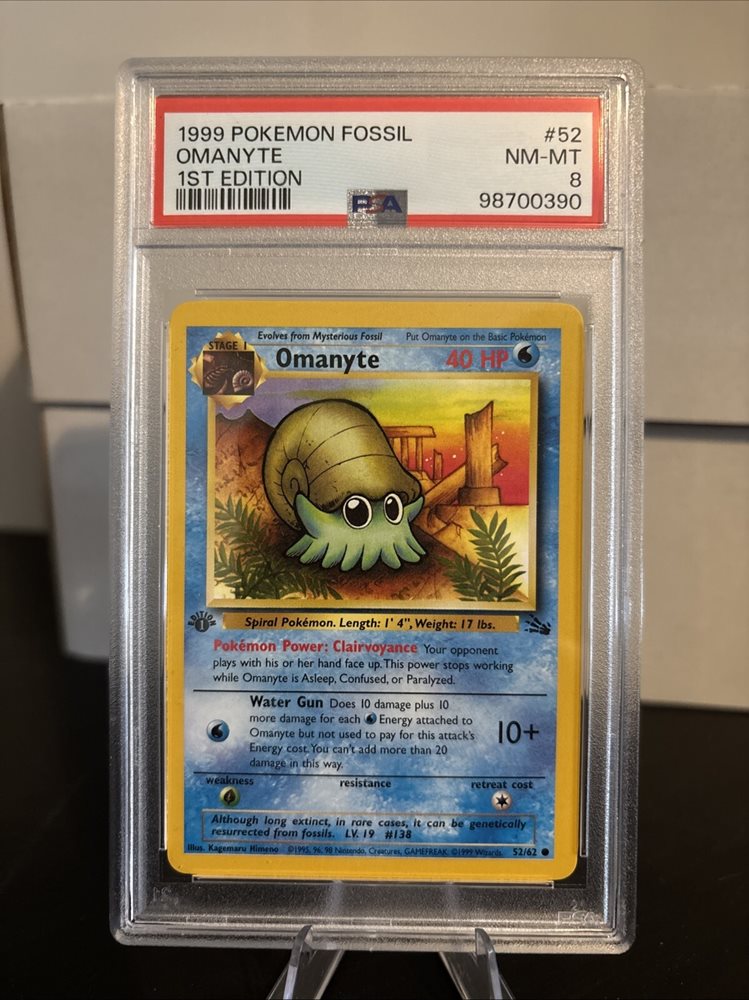 1999 POKEMON FOSSIL #52
OMANYTE NM-MT
1ST EDITION 8
PSA 98700390
Evolves from Mysterious Fossil Put Omanyte on the Basic Pokémon
STAGE 1
Omanyte 40 HP
EDITION 1
Spiral Pokémon. Length: 1' 4", Weight: 17 lbs.
Pokémon Power: Clairvoyance Your opponent
plays with his or her hand face up. This power stops working
while Omanyte is Asleep, Confused, or Paralyzed.
Water Gun Does 10 damage plus 10
more damage for each Energy attached to
Omanyte but not used to pay for this attack's
Energy cost. You can't add more than 20
damage in this way.
10+
weakness resistance retreat cost
Although long extinct, in rare cases, it can be genetically
resurrected from fossils. LV. 19 #138
Illus. Kagemaru Himeno ©1995, 96, 98 Nintendo, Creatures, GAMEFREAK. ©1999 Wizards. 52/62